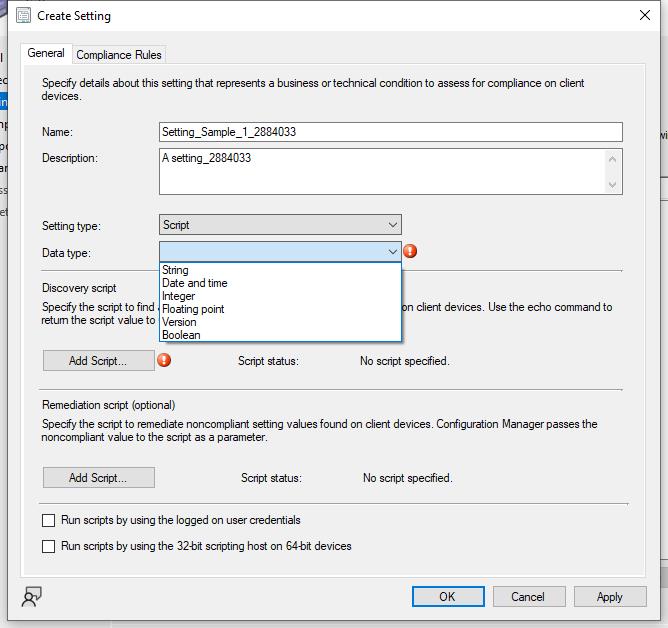 Create Setting
General
Compliance Rules
Specify details about this setting that represents a business or technical condition to assess for compliance on client
devices.
Name:
Setting_Sample_1_2884033
Description:
A setting_2884033
Setting type:
Script
Data type:
String
Date and time
Integer
Floating point
Version
Boolean
Discovery script
Specify the script to find on client devices. Use the echo command to
return the script value to
Add Script...
Script status:
No script specified.
Remediation script (optional)
Specify the script to remediate noncompliant setting values found on client devices. Configuration Manager passes the
noncompliant value to the script as a parameter.
Add Script...
Script status:
No script specified.
Run scripts by using the logged on user credentials
Run scripts by using the 32-bit scripting host on 64-bit devices
OK
Cancel
Apply